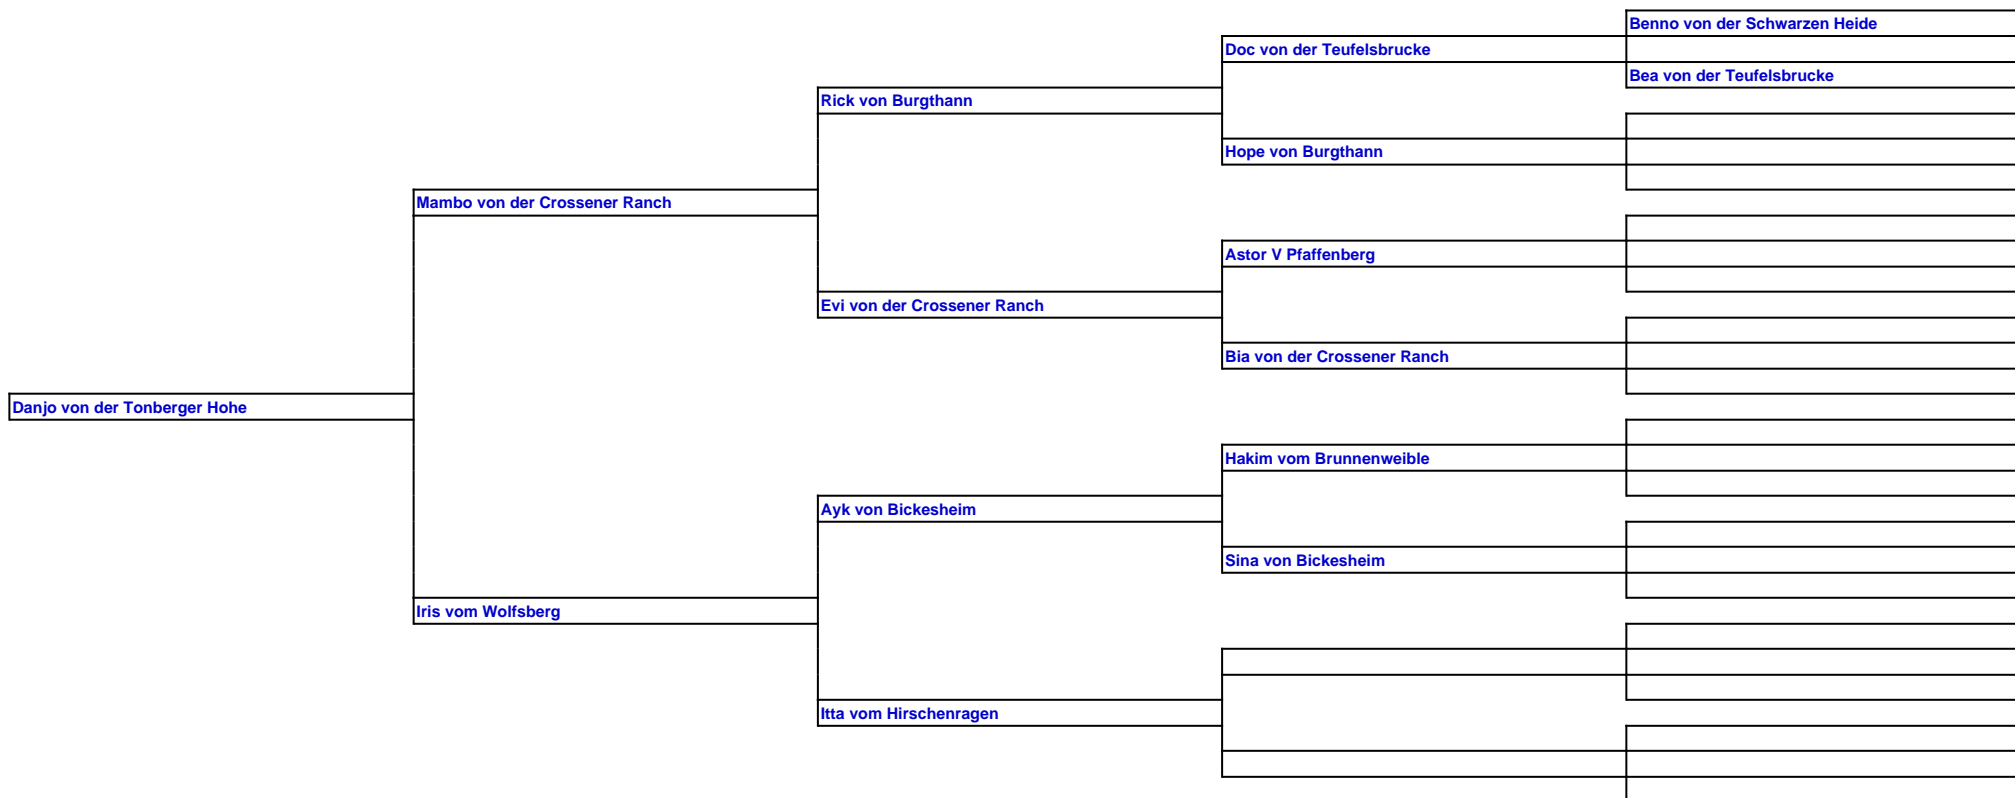 Benno von der Schwarzen Heide
Doc von der Teufelsbrucke
Bea von der Teufelsbrucke
Rick von Burgthann
Hope von Burgthann
Mambo von der Crossener Ranch
Astor V Pfaffenberg
Evi von der Crossener Ranch
Bia von der Crossener Ranch
Danjo von der Tonberger Hohe
Hakim vom Brunnenweible
Ayk von Bickesheim
Sina von Bickesheim
Iris vom Wolfsberg
Itta vom Hirschenragen